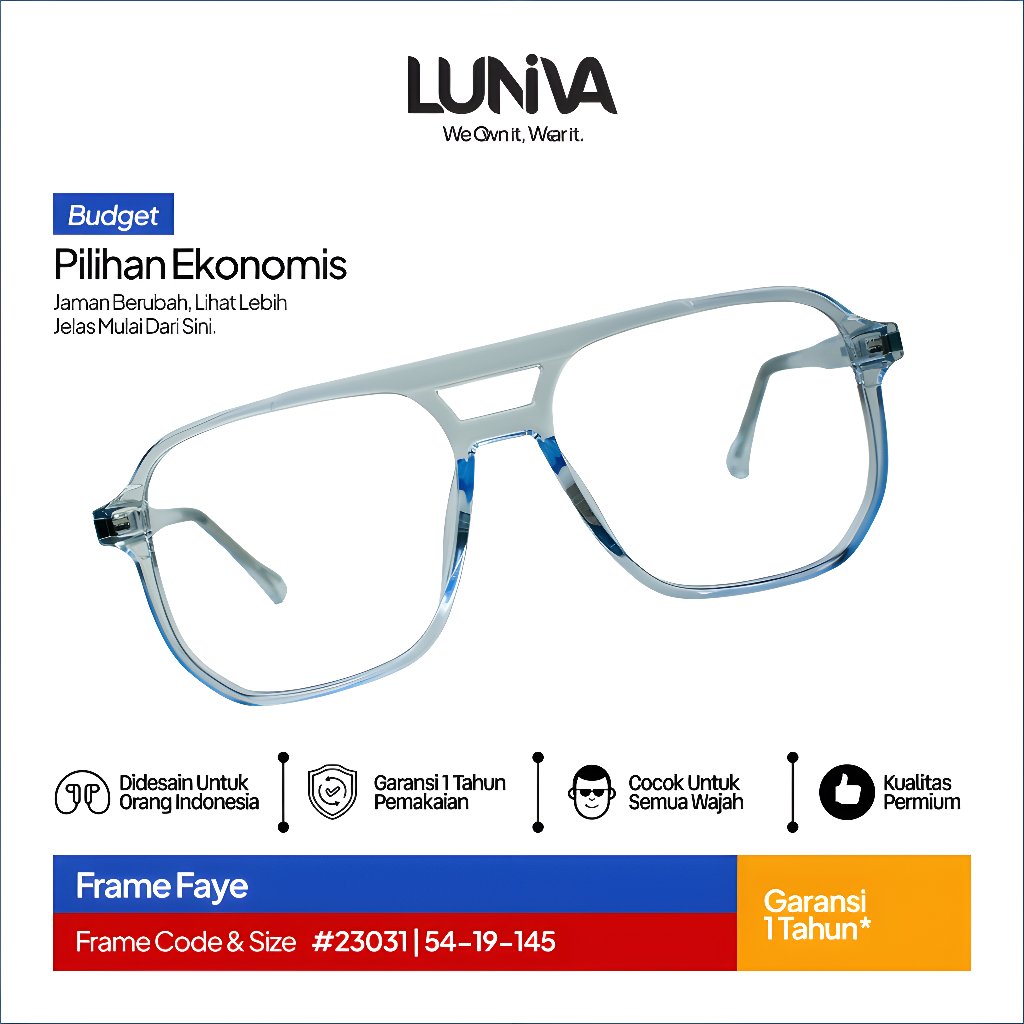 LUNiVA
We Own it, Wear it.
Budget
Pilihan Ekonomis
Jaman Berubah, Lihat Lebih
Jelas Mulai Dari Sini.
Didesain Untuk
Orang Indonesia
Garansi 1 Tahun
Pemakaian
Cocok Untuk
Semua Wajah
Kualitas
Permium
Frame Faye
Frame Code & Size #23031 | 54-19-145
Garansi
1 Tahun*